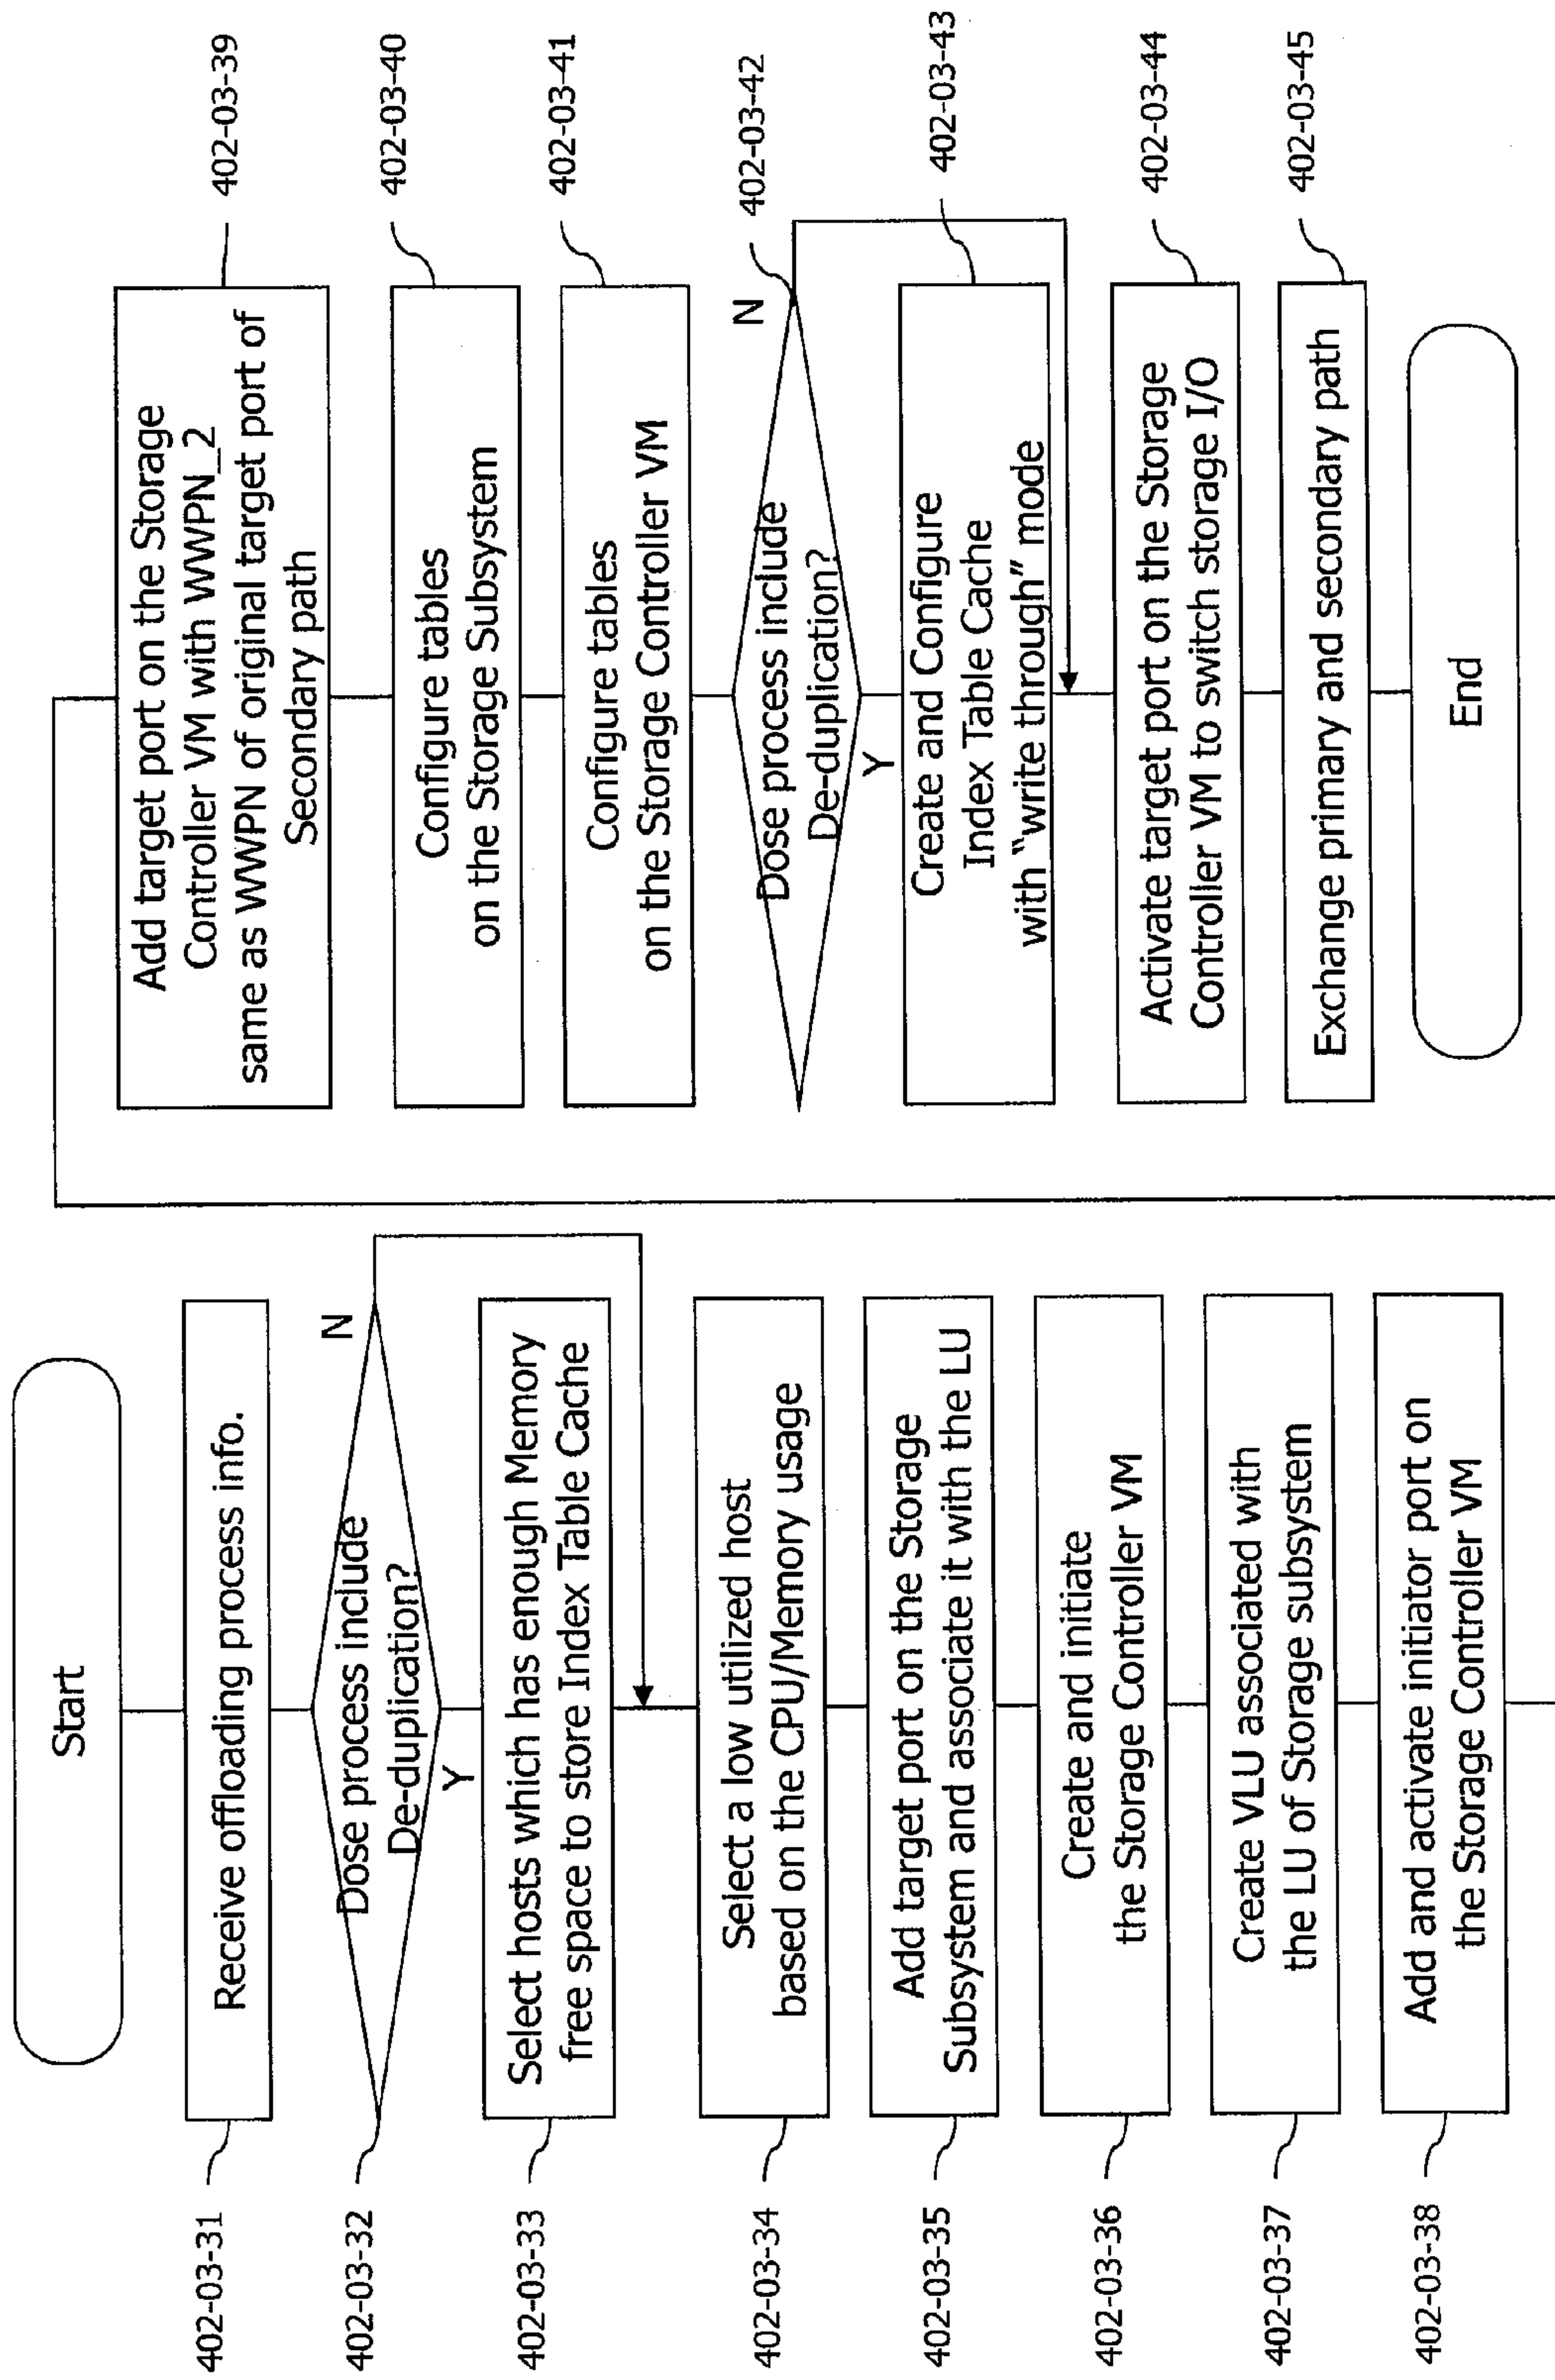 Start
402-03-31
Receive offloading process info.
402-03-32
Dose process include
De-duplication?
N
Y
402-03-33
Select hosts which has enough Memory
free space to store Index Table Cache
402-03-34
Select a low utilized host
based on the CPU/Memory usage
402-03-35
Add target port on the Storage
Subsystem and associate it with the LU
402-03-36
Create and initiate
the Storage Controller VM
402-03-37
Create VLU associated with
the LU of Storage subsystem
402-03-38
Add and activate initiator port on
the Storage Controller VM
Add target port on the Storage
Controller VM with WWPN_2
same as WWPN of original target port of
Secondary path
402-03-39
Configure tables
on the Storage Subsystem
402-03-40
Configure tables
on the Storage Controller VM
402-03-41
Dose process include
De-duplication?
N
402-03-42
Y
Create and Configure
Index Table Cache
with “write through” mode
402-03-43
Activate target port on the Storage
Controller VM to switch storage I/O
402-03-44
Exchange primary and secondary path
402-03-45
End